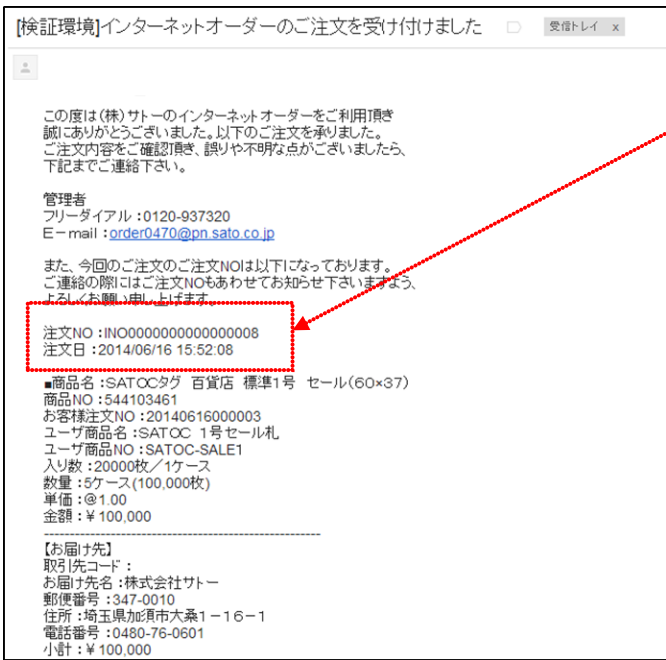 [検証環境]インターネットオーダーのご注文を受け付けました 受信トレイ x
この度は(株)サトーのインターネットオーダーをご利用頂き
誠にありがとうございました。以下のご注文を承りました。
ご注文内容をご確認頂き、誤りや不明な点がございましたら、
下記までご連絡下さい。
管理者
フリーダイアル:0120-937320
E-mail:order0470@pn.sato.co.jp
また、今回のご注文のご注文NOは以下になっております。
ご連絡の際にはご注文NOもあわせてお知らせ下さいますよう、
よろしくお願い申し上げます。
注文NO:INO0000000000000008
注文日:2014/06/16 15:52:08
■商品名:SATOCタグ 百貨店 標準1号 セール(60×37)
商品NO:544103461
お客様注文NO:20140616000003
ユーザ商品名:SATOC 1号セール札
ユーザ商品NO:SATOC-SALE1
入り数:20000枚/1ケース
数量:5ケース(100,000枚)
単価:@1.00
金額:¥100,000
----------------------------------------------------
【お届け先】
取引先コード:
お届け先名:株式会社サトー
郵便番号:347-0010
住所:埼玉県加須市大桑1-16-1
電話番号:0480-76-0601
小計:¥100,000